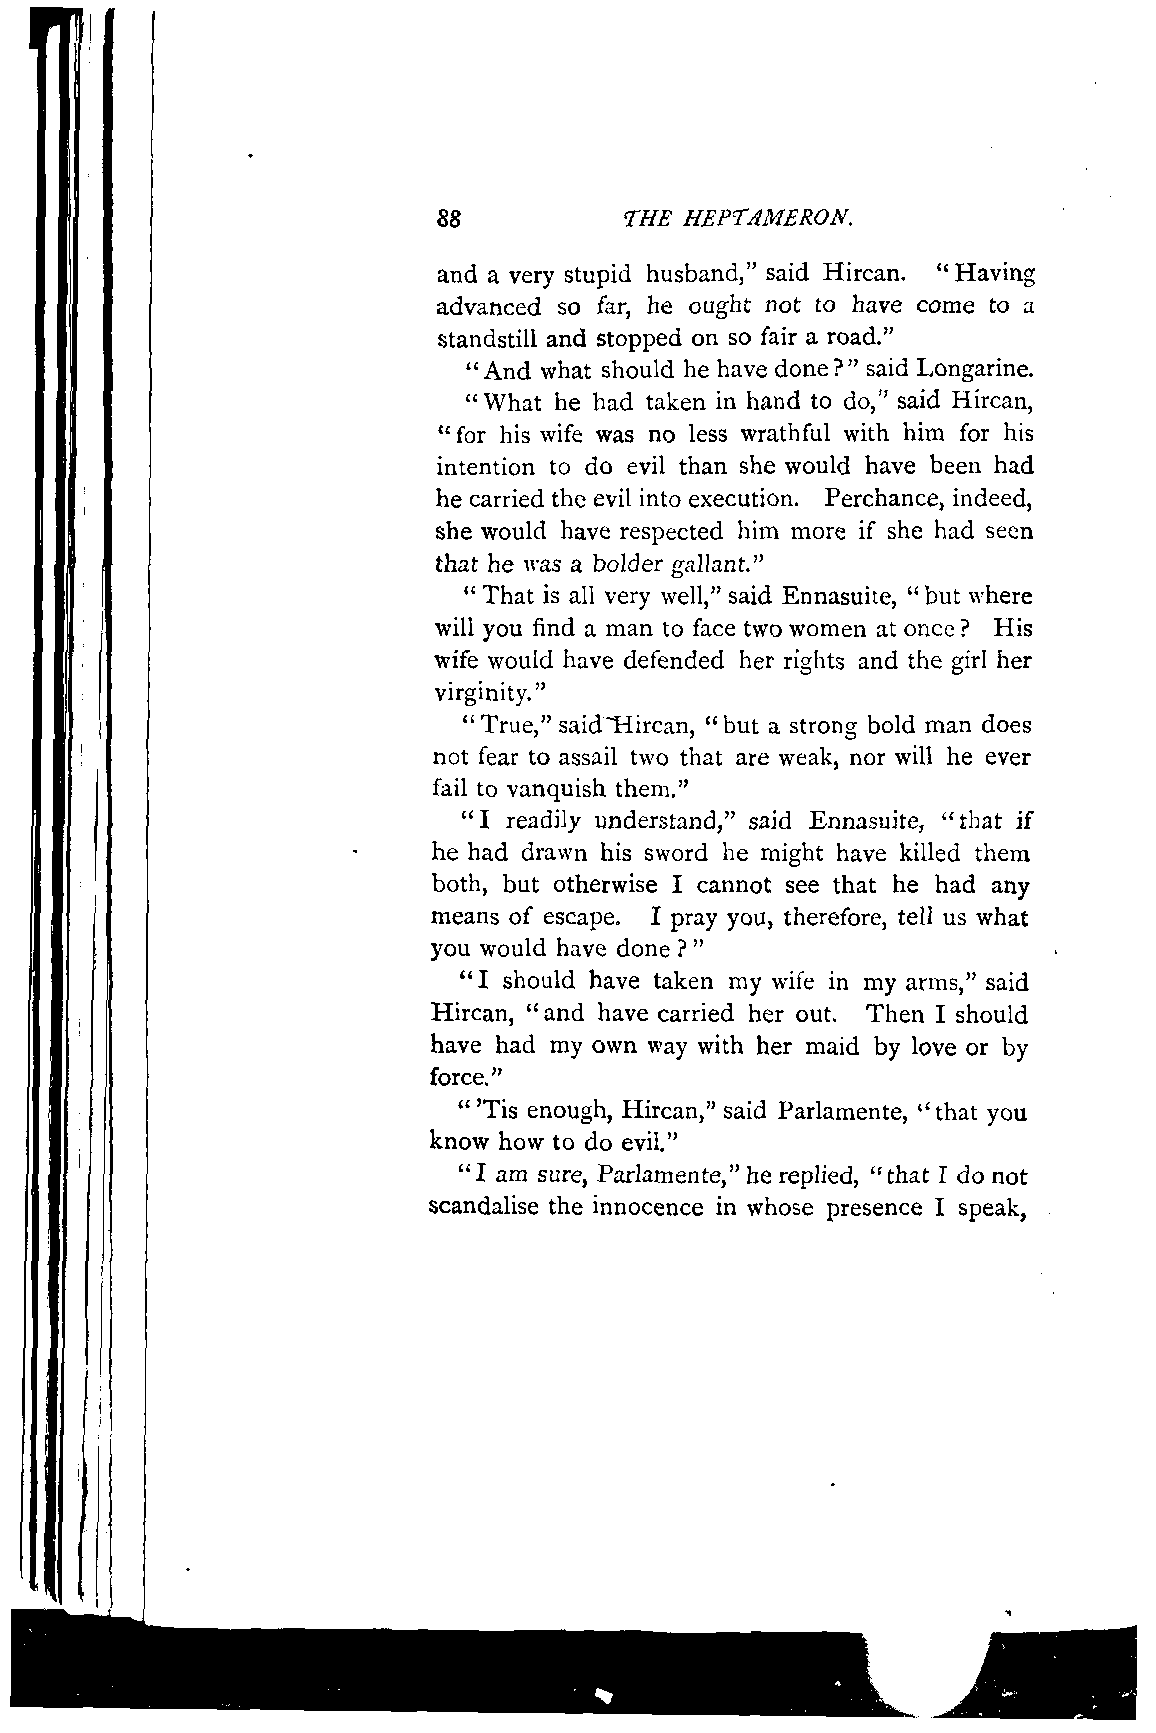 88 THE HEPTAMERON.
and a very stupid husband,” said Hircan. “Having
advanced so far, he ought not to have come to a
standstill and stopped on so fair a road.”
“And what should he have done?” said Longarine.
“What he had taken in hand to do,” said Hircan,
“for his wife was no less wrathful with him for his
intention to do evil than she would have been had
he carried the evil into execution. Perchance, indeed,
she would have respected him more if she had seen
that he was a bolder gallant.”
“That is all very well,” said Ennasuite, “but where
will you find a man to face two women at once? His
wife would have defended her rights and the girl her
virginity.”
“True,” said Hircan, “but a strong bold man does
not fear to assail two that are weak, nor will he ever
fail to vanquish them.”
“I readily understand,” said Ennasuite, “that if
he had drawn his sword he might have killed them
both, but otherwise I cannot see that he had any
means of escape. I pray you, therefore, tell us what
you would have done?”
“I should have taken my wife in my arms,” said
Hircan, “and have carried her out. Then I should
have had my own way with her maid by love or by
force.”
“’Tis enough, Hircan,” said Parlamente, “that you
know how to do evil.”
“I am sure, Parlamente,” he replied, “that I do not
scandalise the innocence in whose presence I speak,